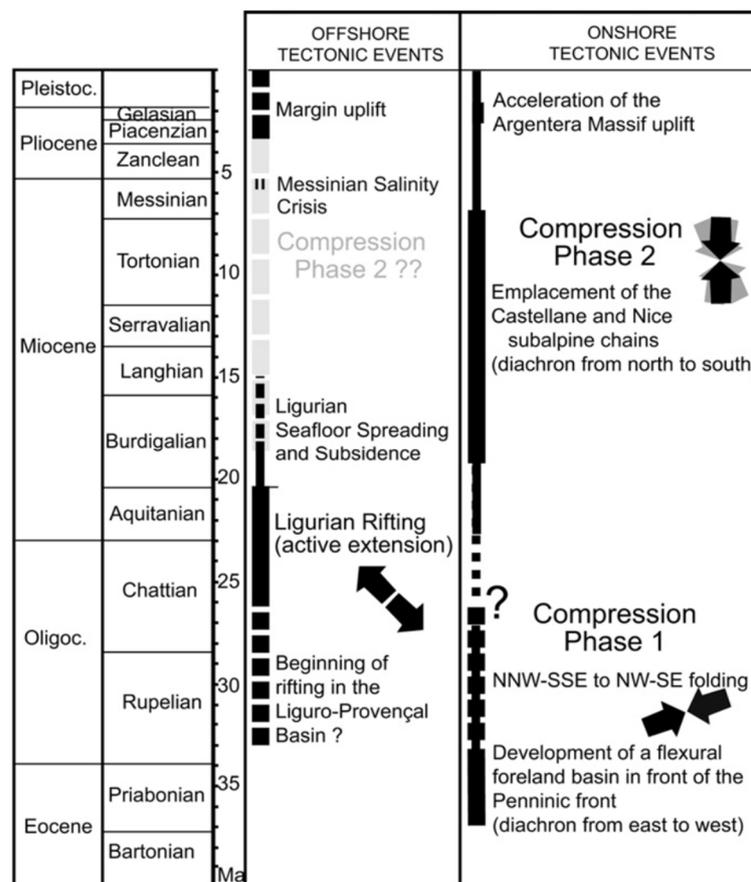 OFFSHORE
TECTONIC EVENTS
ONSHORE
TECTONIC EVENTS
Pleistoc.
Pliocene
Miocene
Oligoc.
Eocene
Gelasian
Piacenzian
Zanclean
Messinian
Tortonian
Serravalian
Langhian
Burdigalian
Aquitanian
Chattian
Rupelian
Priabonian
Bartonian
5
10
15
20
25
30
35
Ma
Margin uplift
Messinian Salinity
Crisis
Compression
Phase 2 ??
Ligurian
Seafloor Spreading
and Subsidence
Ligurian Rifting
(active extension)
Beginning of
rifting in the
Liguro-Provençal
Basin ?
Acceleration of the
Argentera Massif uplift
Compression
Phase 2
Emplacement of the
Castellane and Nice
subalpine chains
(diachron from north to south
?
Compression
Phase 1
NNW-SSE to NW-SE folding
Development of a flexural
foreland basin in front of the
Penninic front
(diachron from east to west)